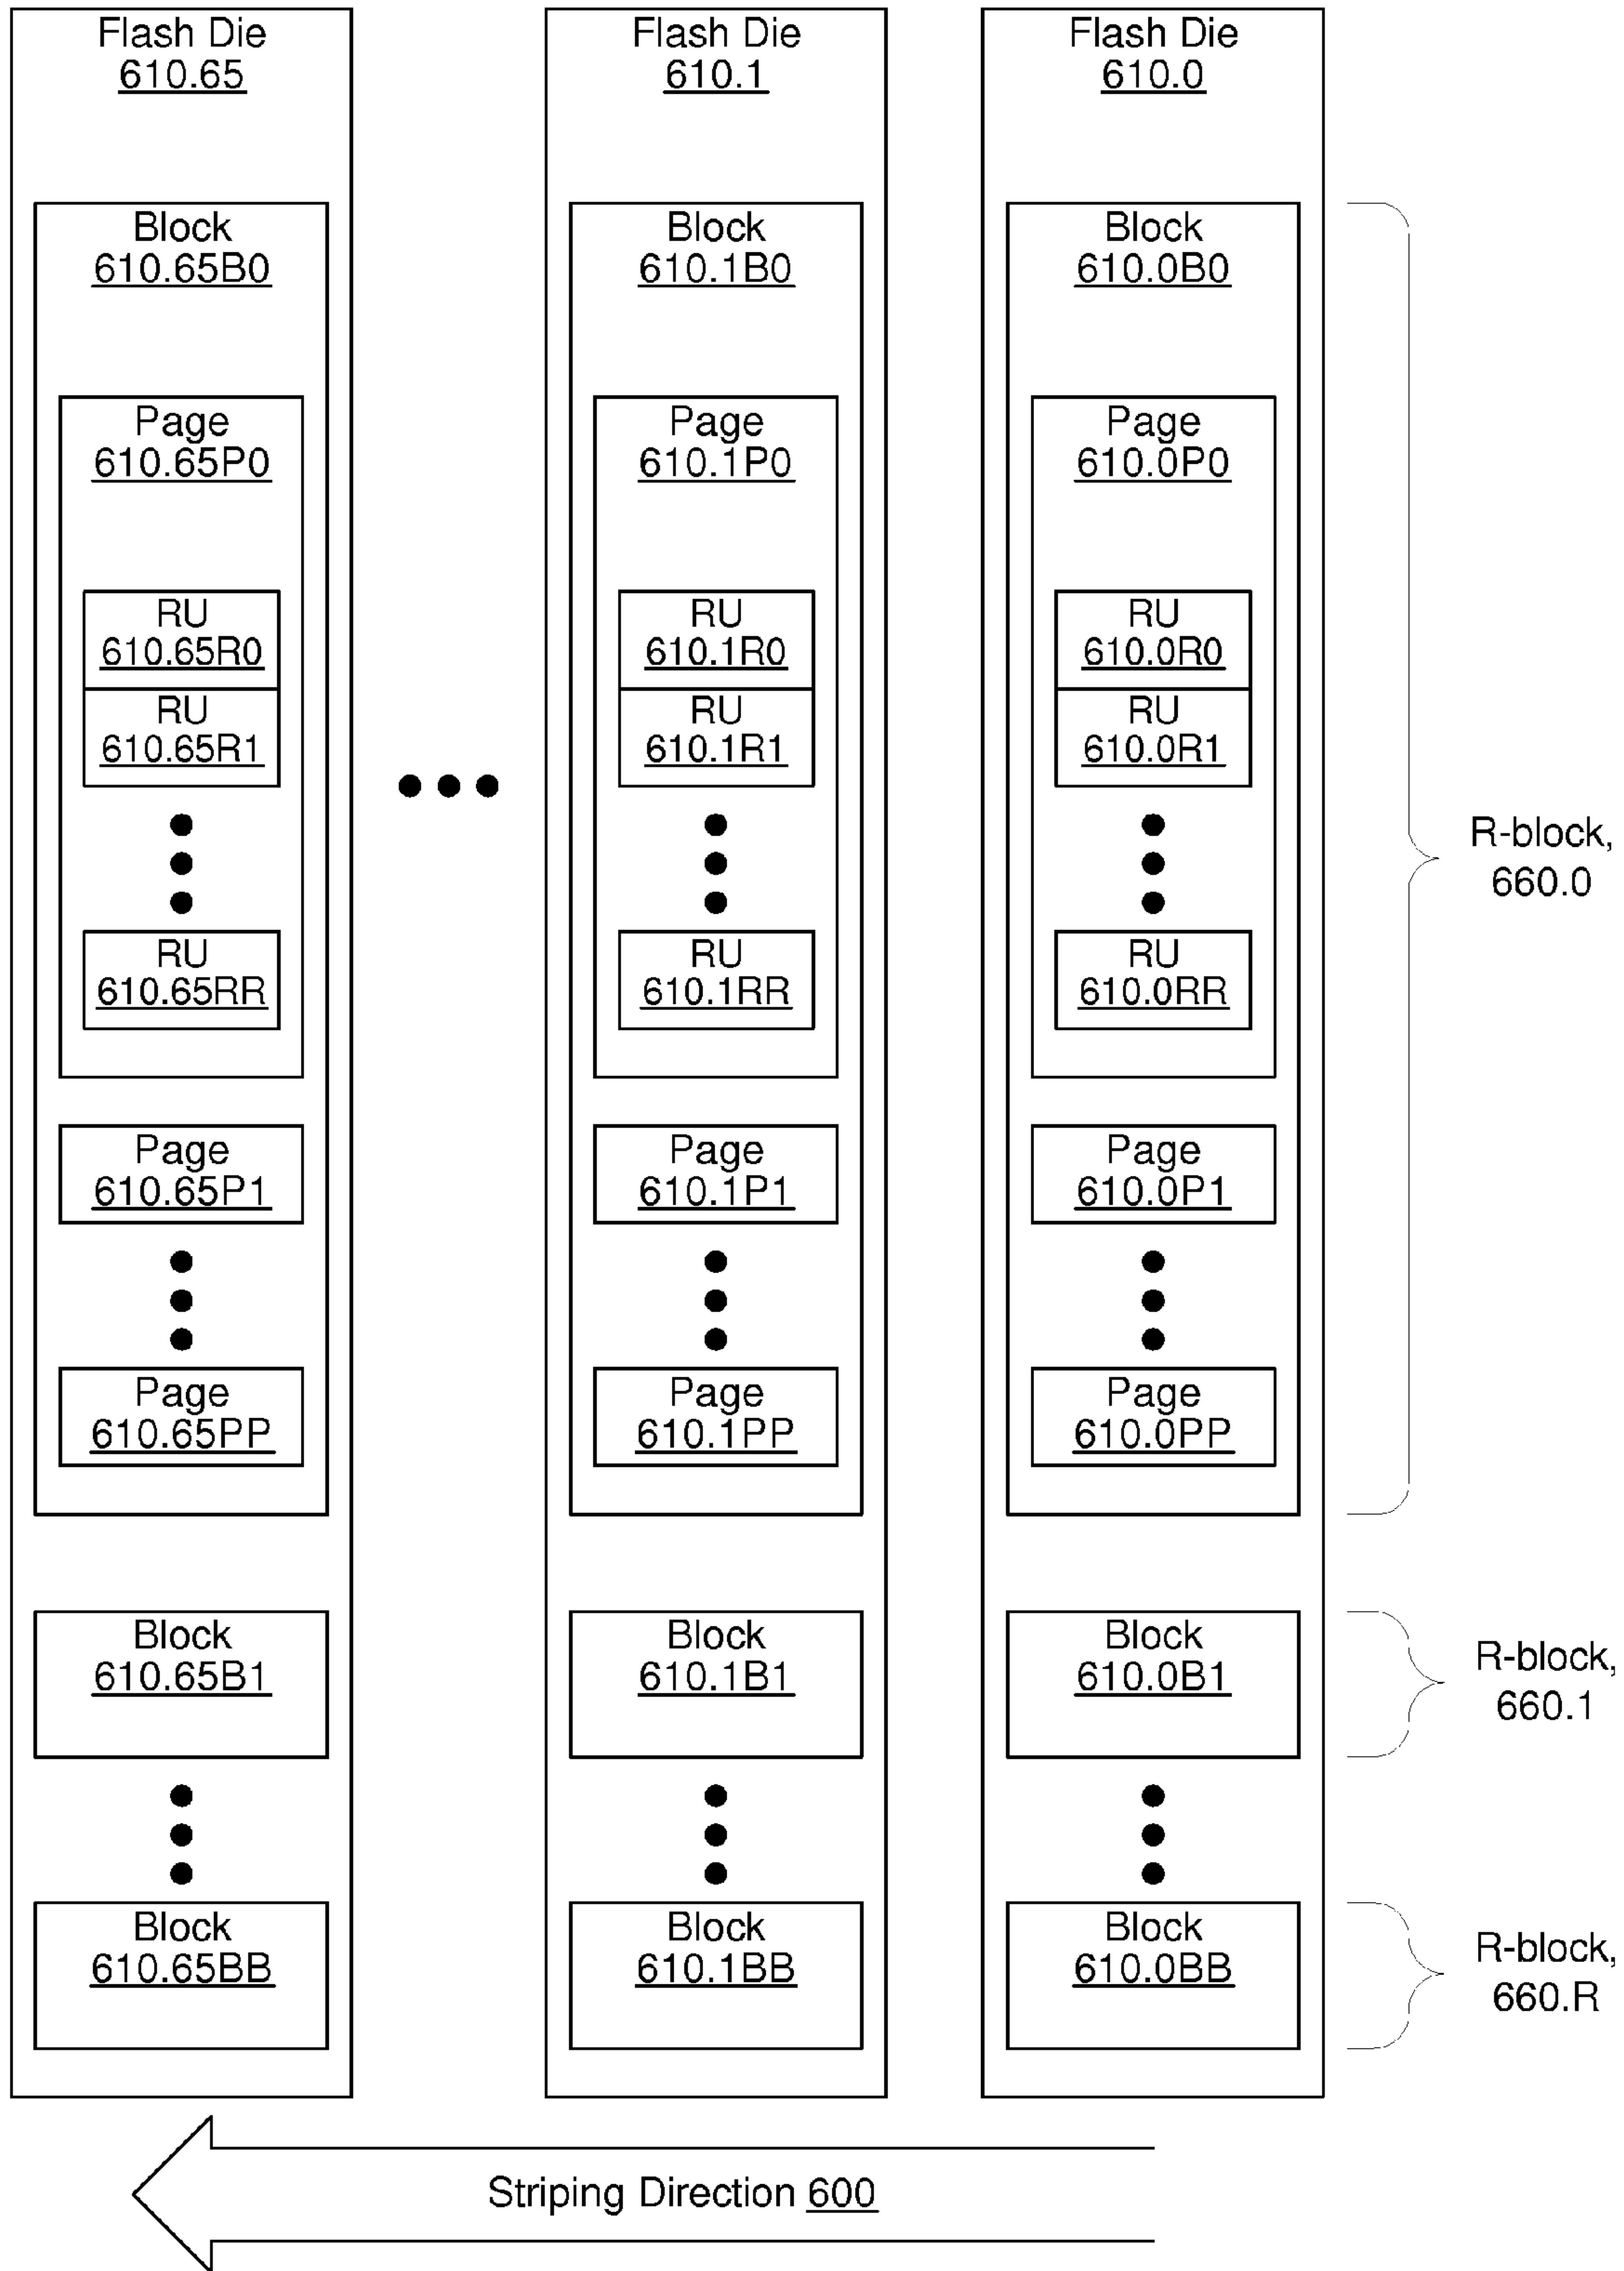 Flash Die
610.65
Flash Die
610.1
Flash Die
610.0
Block
610.65B0
Block
610.1B0
Block
610.0B0
Page
610.65P0
Page
610.1P0
Page
610.0P0
RU
610.65R0
RU
610.1R0
RU
610.0R0
RU
610.65R1
RU
610.1R1
RU
610.0R1
R-block,
660.0
RU
610.65RR
RU
610.1RR
RU
610.0RR
Page
610.65P1
Page
610.1P1
Page
610.0P1
Page
610.65PP
Page
610.1PP
Page
610.0PP
Block
610.65B1
Block
610.1B1
Block
610.0B1
R-block,
660.1
Block
610.65BB
Block
610.1BB
Block
610.0BB
R-block,
660.R
Striping Direction 600